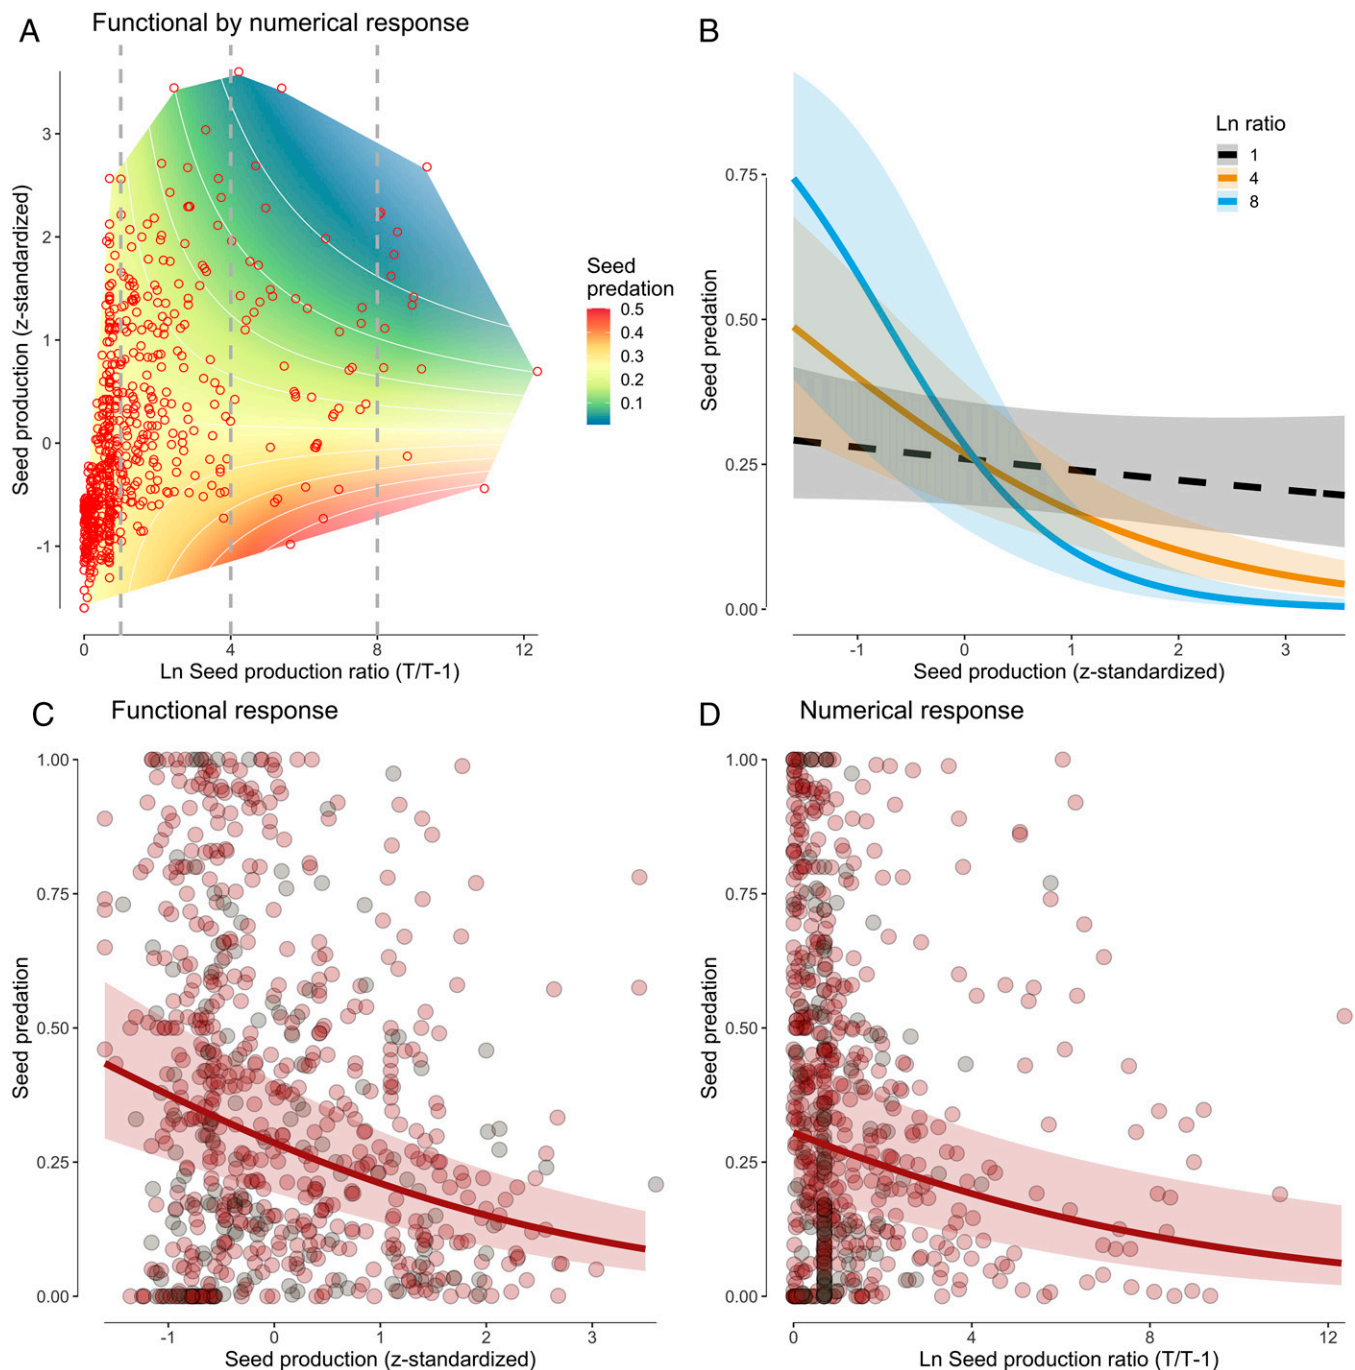 A
Functional by numerical response
Seed production (z-standardized)
3
2
1
0
-1
0
4
8
12
Ln Seed production ratio (T/T-1)
Seed
predation
0.5
0.4
0.3
0.2
0.1
B
Seed predation
0.75
0.50
0.25
0.00
-1
0
1
2
3
Seed production (z-standardized)
Ln ratio
1
4
8
C
Functional response
Seed predation
1.00
0.75
0.50
0.25
0.00
-1
0
1
2
3
Seed production (z-standardized)
D
Numerical response
Seed predation
1.00
0.75
0.50
0.25
0.00
0
4
8
12
Ln Seed production ratio (T/T-1)